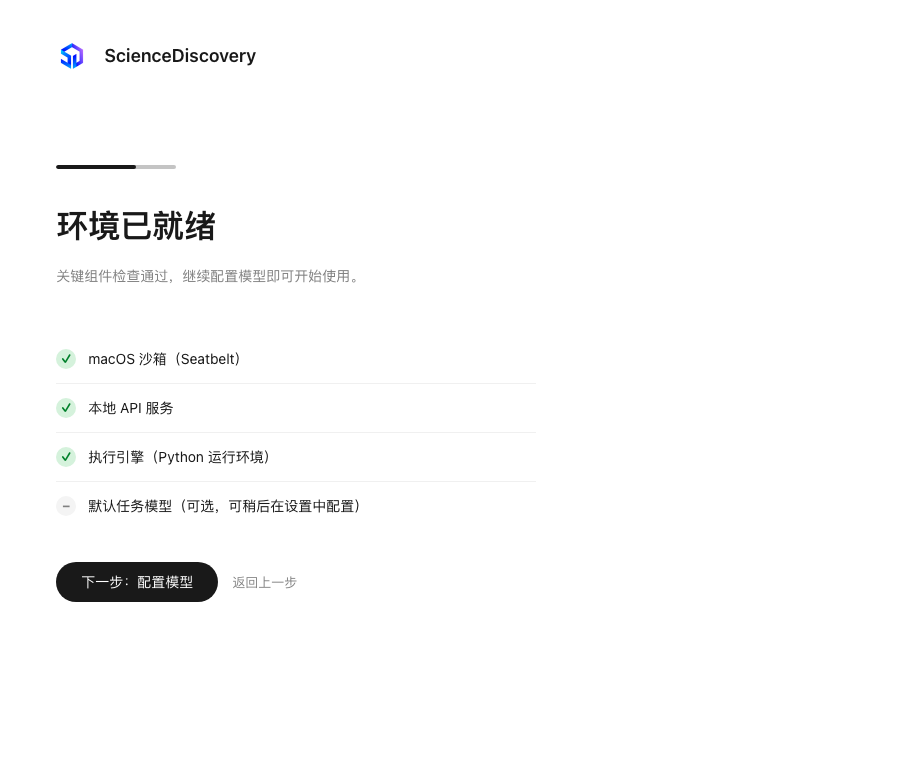 ScienceDiscovery
环境已就绪
关键组件检查通过，继续配置模型即可开始使用。
macOS 沙箱（Seatbelt）
本地 API 服务
执行引擎（Python 运行环境）
默认任务模型（可选，可稍后在设置中配置）
下一步：配置模型
返回上一步